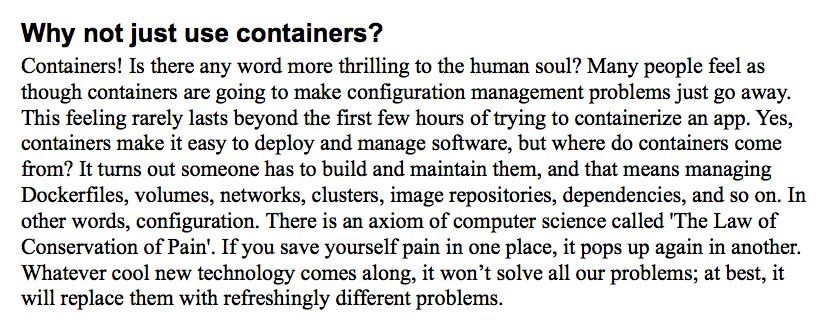 Why not just use containers?
Containers! Is there any word more thrilling to the human soul? Many people feel as
though containers are going to make configuration management problems just go away.
This feeling rarely lasts beyond the first few hours of trying to containerize an app. Yes,
containers make it easy to deploy and manage software, but where do containers come
from? It turns out someone has to build and maintain them, and that means managing
Dockerfiles, volumes, networks, clusters, image repositories, dependencies, and so on. In
other words, configuration. There is an axiom of computer science called 'The Law of
Conservation of Pain'. If you save yourself pain in one place, it pops up again in another.
Whatever cool new technology comes along, it won’t solve all our problems; at best, it
will replace them with refreshingly different problems.